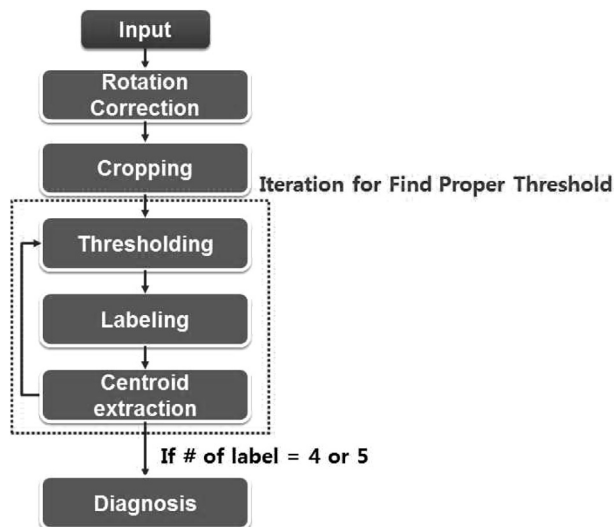 Input
Rotation
Correction
Cropping
Iteration for Find Proper Threshold
Thresholding
Labeling
Centroid
extraction
If # of label = 4 or 5
Diagnosis